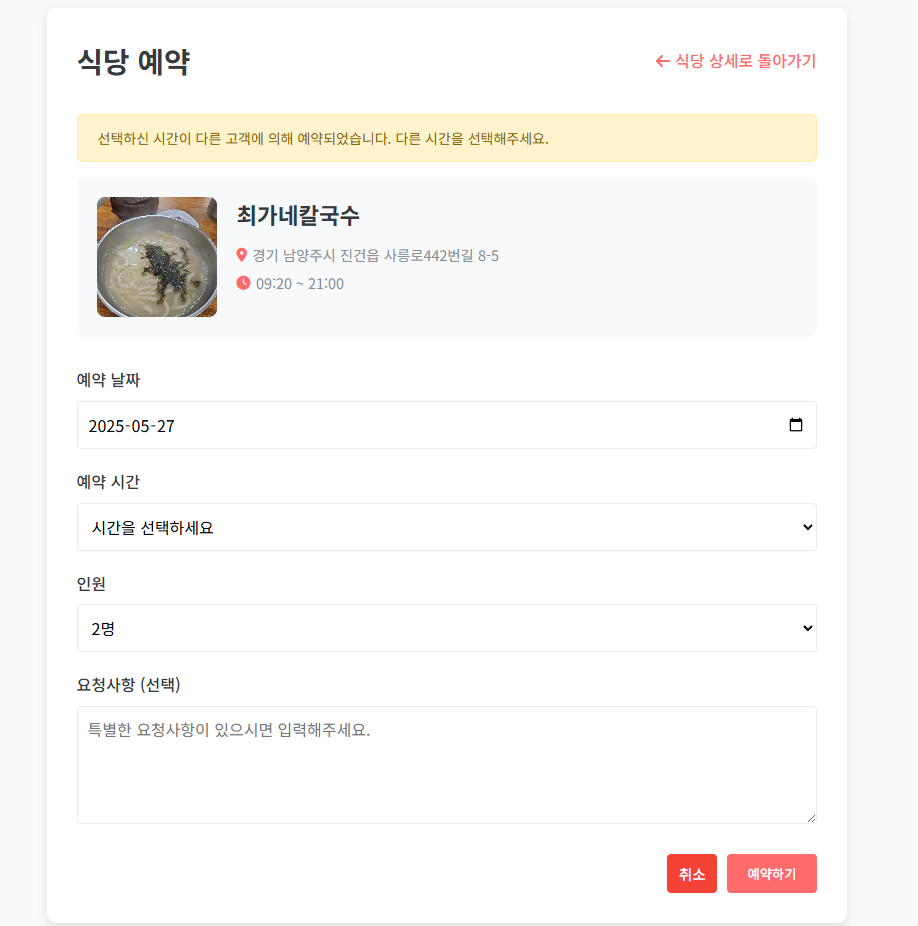 식당 예약
← 식당 상세로 돌아가기
선택하신 시간이 다른 고객에 의해 예약되었습니다. 다른 시간을 선택해주세요.
최가네칼국수
경기 남양주시 진건읍 사릉로442번길 8-5
09:20 ~ 21:00
예약 날짜
2025-05-27
예약 시간
시간을 선택하세요
인원
2명
요청사항 (선택)
특별한 요청사항이 있으시면 입력해주세요.
취소 예약하기